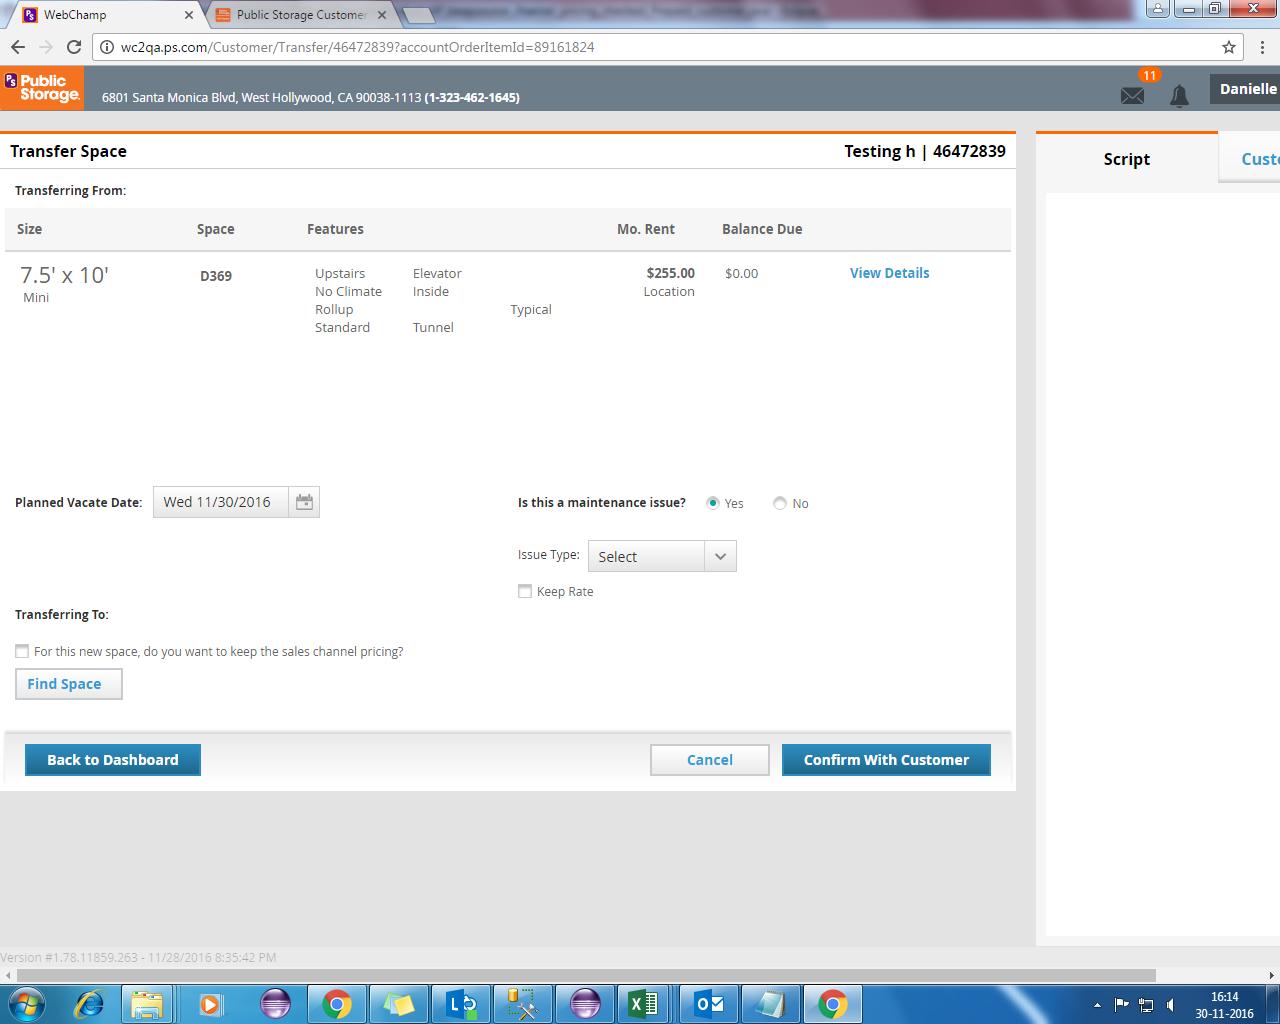 WebChamp
Public Storage Customer
wc2qa.ps.com/Customer/Transfer/46472839?accountOrderItemId=89161824
PS Public Storage
6801 Santa Monica Blvd, West Hollywood, CA 90038-1113 (1-323-462-1645)
11
Danielle
Transfer Space
Testing h | 46472839
Script
Custo
Transferring From:
Size Space Features Mo. Rent Balance Due
7.5' x 10' D369 Upstairs Elevator $255.00 $0.00 View Details
Mini No Climate Inside Location
Rollup Typical
Standard Tunnel
Planned Vacate Date: Wed 11/30/2016
Is this a maintenance issue? Yes No
Issue Type: Select
Keep Rate
Transferring To:
For this new space, do you want to keep the sales channel pricing?
Find Space
Back to Dashboard Cancel Confirm With Customer
Version #1.78.11859.263 - 11/28/2016 8:35:42 PM
16:14
30-11-2016